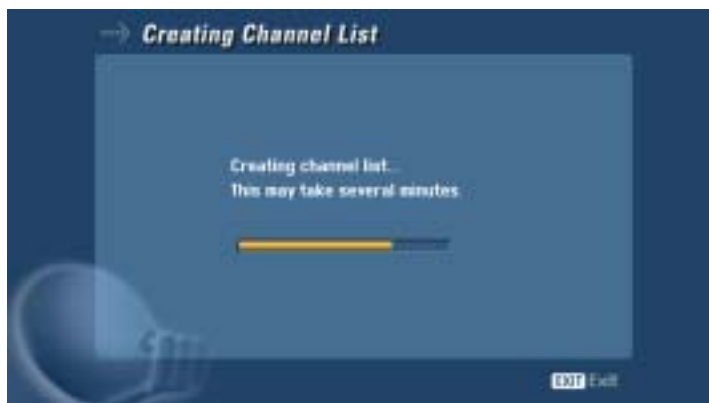 Creating Channel List
Creating channel list...
This may take several minutes.
EXIT Exit